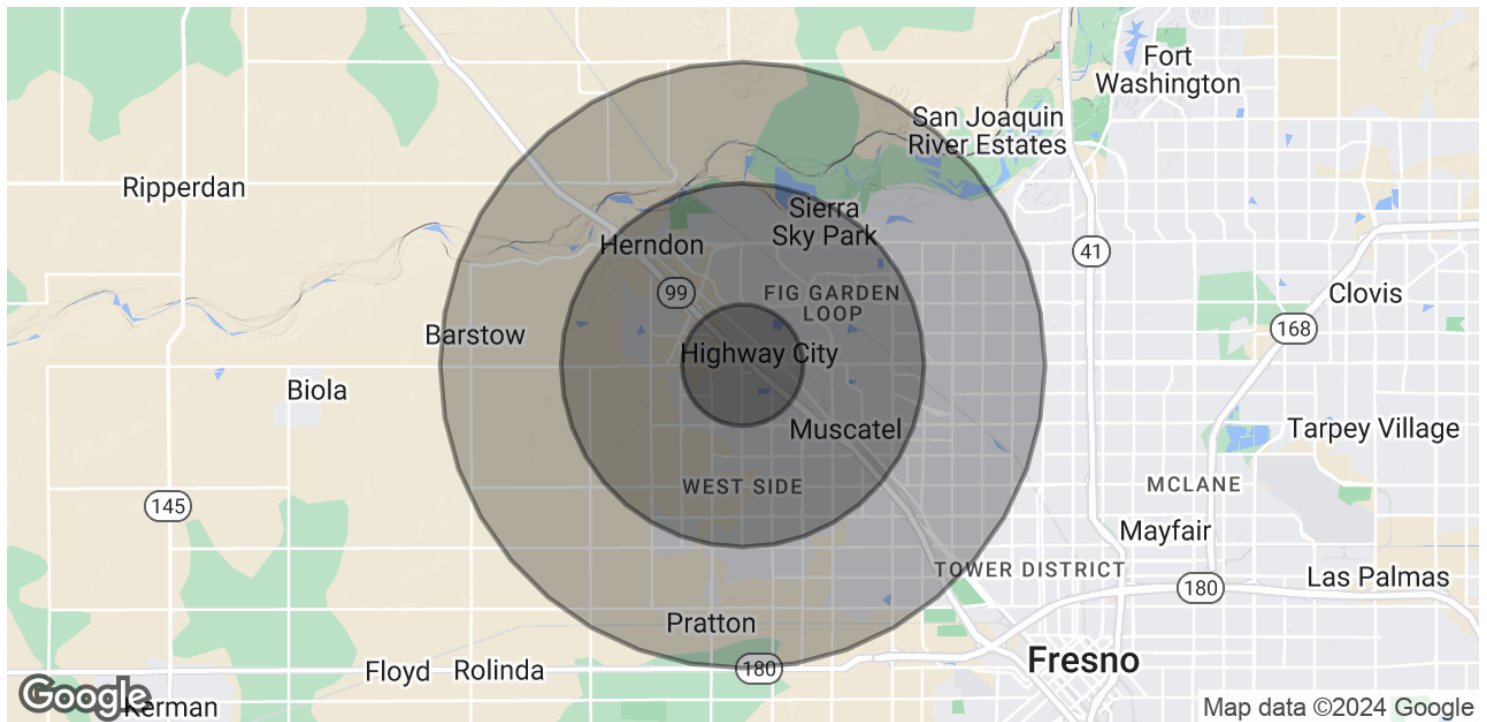 Fort
Washington
San Joaquin
River Estates
Ripperdan
Sierra
Sky Park
Herndon
41
99
FIG GARDEN
LOOP
Clovis
168
Barstow
Highway City
Biola
Muscatel
Tarpey Village
WEST SIDE
MCLANE
145
Mayfair
TOWER DISTRICT
180
Las Palmas
Pratton
Fresno
Floyd
Rolinda
180
Google
Kerman
Map data ©2024 Google